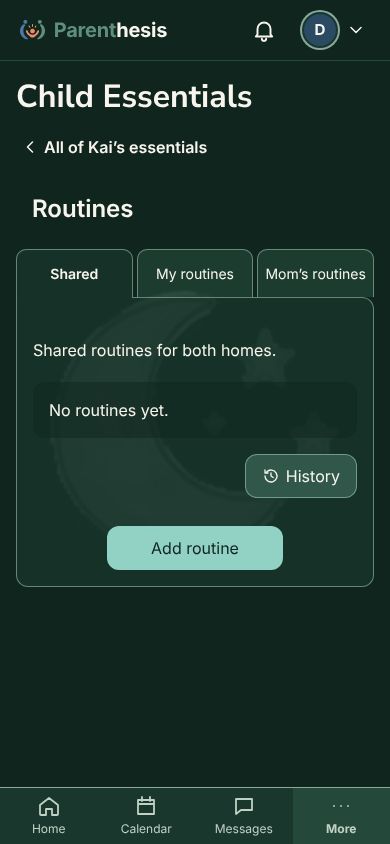 Parenthesis
D
Child Essentials
All of Kai’s essentials
Routines
Shared
My routines
Mom’s routines
Shared routines for both homes.
No routines yet.
History
Add routine
Home
Calendar
Messages
More